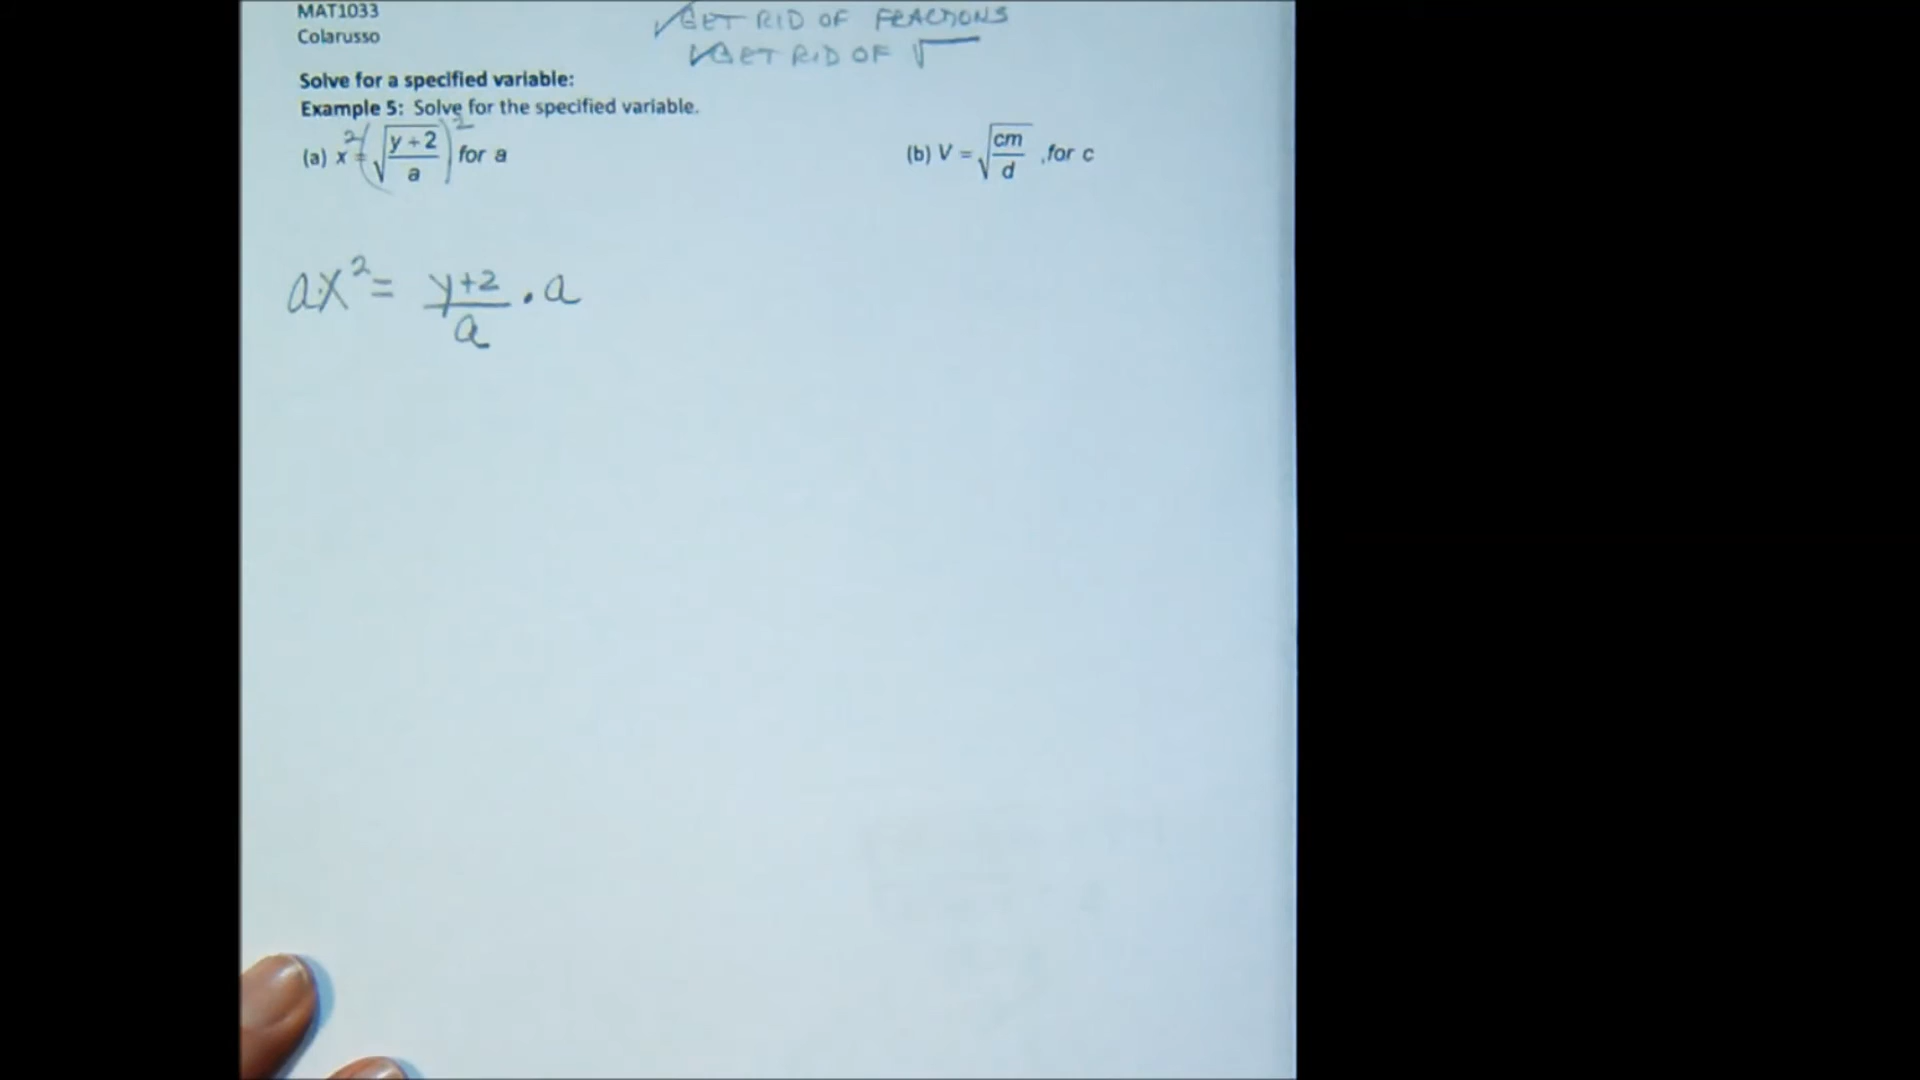 MAT1033
Colarusso
✓GET RID OF FRACTIONS
✓GET RID OF √
Solve for a specified variable:
Example 5: Solve for the specified variable.
(a) x² = (√((y + 2)/a))² for a
(b) V = √(cm/d) ,for c
a·x² = (y+2)/a · a